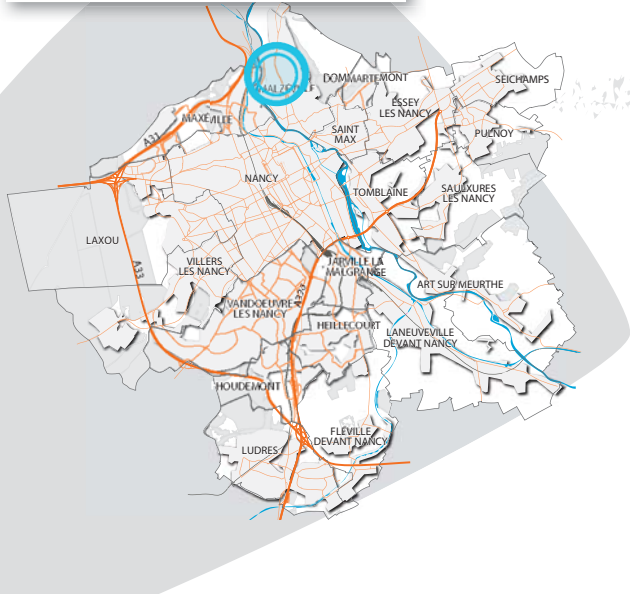 MALZEVILLE
DOMMARTEMONT
SEICHAMPS
ESSEY
LES NANCY
MAXEVILLE
SAINT
MAX
PULNOY
A31
NANCY
TOMBLAINE
SAULXURES
LES NANCY
LAXOU
A33
VILLERS
LES NANCY
JARVILLE LA
MALGRANGE
ART SUR MEURTHE
VANDOEUVRE
LES NANCY
HEILLECOURT
LANEUVEVILLE
DEVANT NANCY
HOUDEMONT
LUDRES
FLEVILLE
DEVANT NANCY